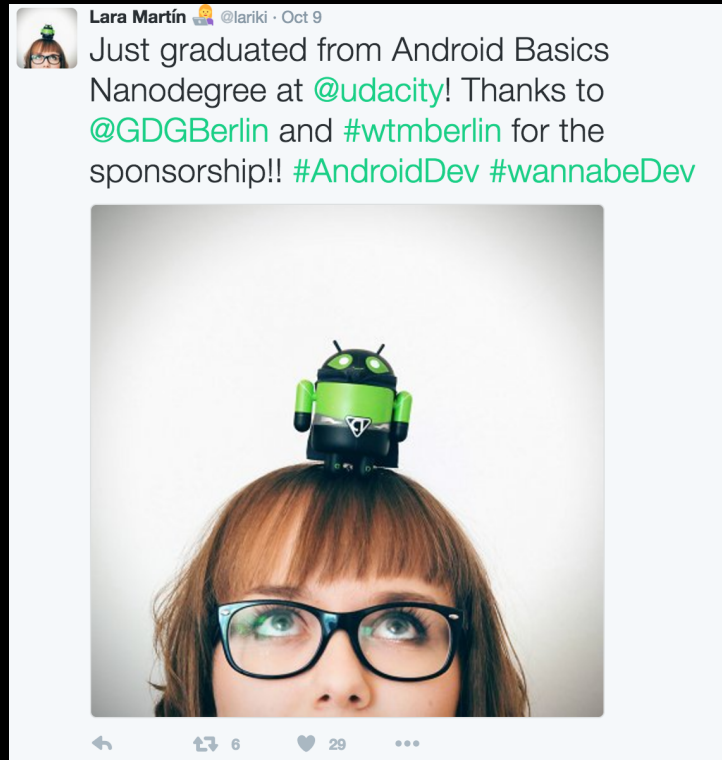 Lara Martín @lariki · Oct 9
Just graduated from Android Basics
Nanodegree at @udacity! Thanks to
@GDGBerlin and #wtmberlin for the
sponsorship!! #AndroidDev #wannabeDev
6 29